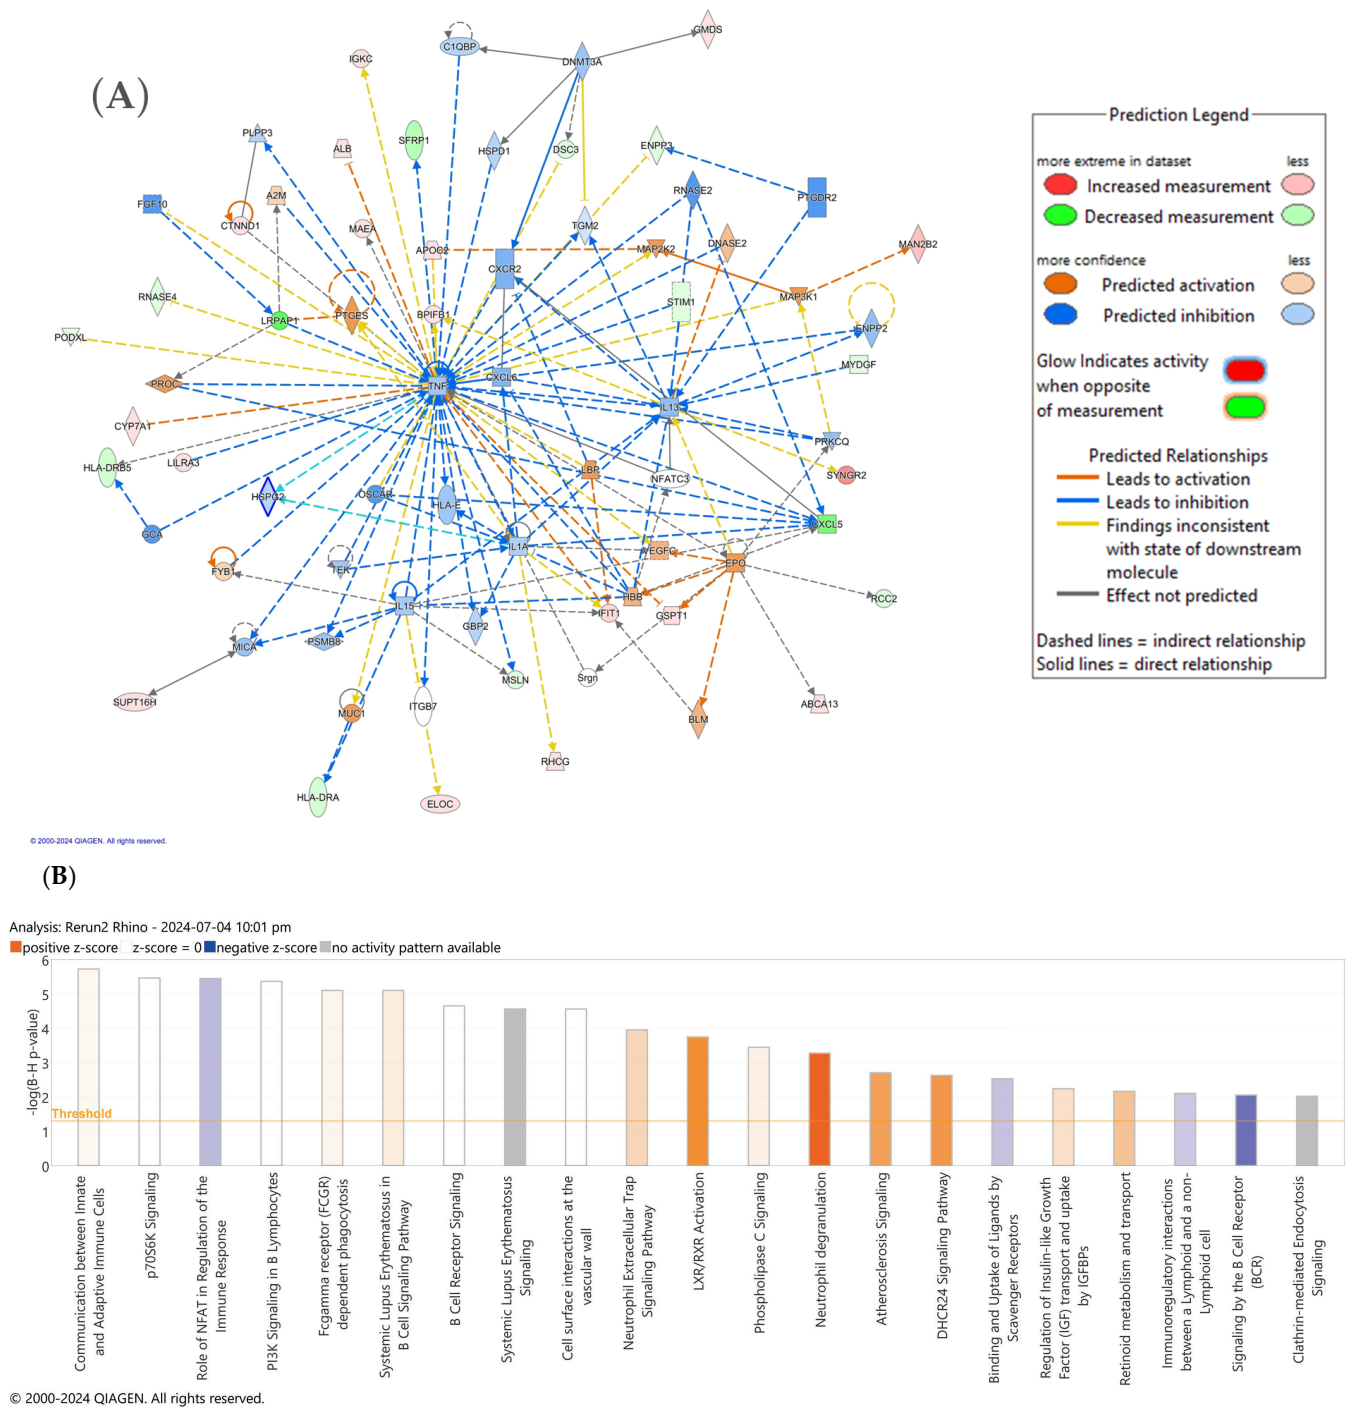 (A)
C1QBP
GMDS
IGKC
DNMT3A
PLPP3
ALB
SFRP1
HSPD1
DSC3
ENPP3
A2M
RNASE2
PTGDR2
FGF10
CTNND1
MAEA
APOC2
TGM2
MAP2K2
DNASE2
MAN2B2
CXCR2
RNASE4
STIM1
MAP3K1
LRPAP1
PTGES
BPIFB1
ENPP2
PODXL
MYDGF
PROC
TNF
CXCL6
IL13
CYP7A1
PRKCQ
HLA-DRB5
LILRA3
LBP
NFATC3
SYNGR2
HSPG2
OSCAR
HLA-E
CXCL5
GCA
IL1A
VEGFC
EPO
FYB1
TEK
IL15
HBB
RCC2
IFIT1
GSPT1
GBP2
MICA
PSMB8
MSLN
Srgn
SUPT16H
MUC1
ITGB7
BLM
ABCA13
RHCG
HLA-DRA
ELOC
© 2000-2024 QIAGEN. All rights reserved.
Prediction Legend
more extreme in dataset less
Increased measurement
Decreased measurement
more confidence less
Predicted activation
Predicted inhibition
Glow Indicates activity
when opposite
of measurement
Predicted Relationships
Leads to activation
Leads to inhibition
Findings inconsistent
with state of downstream
molecule
Effect not predicted
Dashed lines = indirect relationship
Solid lines = direct relationship
(B)
Analysis: Rerun2 Rhino - 2024-07-04 10:01 pm
positive z-score z-score = 0 negative z-score no activity pattern available
-log(B-H p-value)
6
5
4
3
2
1
0
Threshold
Communication between Innate
and Adaptive Immune Cells
p70S6K Signaling
Role of NFAT in Regulation of the
Immune Response
PI3K Signaling in B Lymphocytes
Fcgamma receptor (FCGR)
dependent phagocytosis
Systemic Lupus Erythematosus in
B Cell Signaling Pathway
B Cell Receptor Signaling
Systemic Lupus Erythematosus
Signaling
Cell surface interactions at the
vascular wall
Neutrophil Extracellular Trap
Signaling Pathway
LXR/RXR Activation
Phospholipase C Signaling
Neutrophil degranulation
Atherosclerosis Signaling
DHCR24 Signaling Pathway
Binding and Uptake of Ligands by
Scavenger Receptors
Regulation of Insulin-like Growth
Factor (IGF) transport and uptake
by IGFBPs
Retinoid metabolism and transport
Immunoregulatory interactions
between a Lymphoid and a non-
Lymphoid cell
Signaling by the B Cell Receptor
(BCR)
Clathrin-mediated Endocytosis
Signaling
© 2000-2024 QIAGEN. All rights reserved.